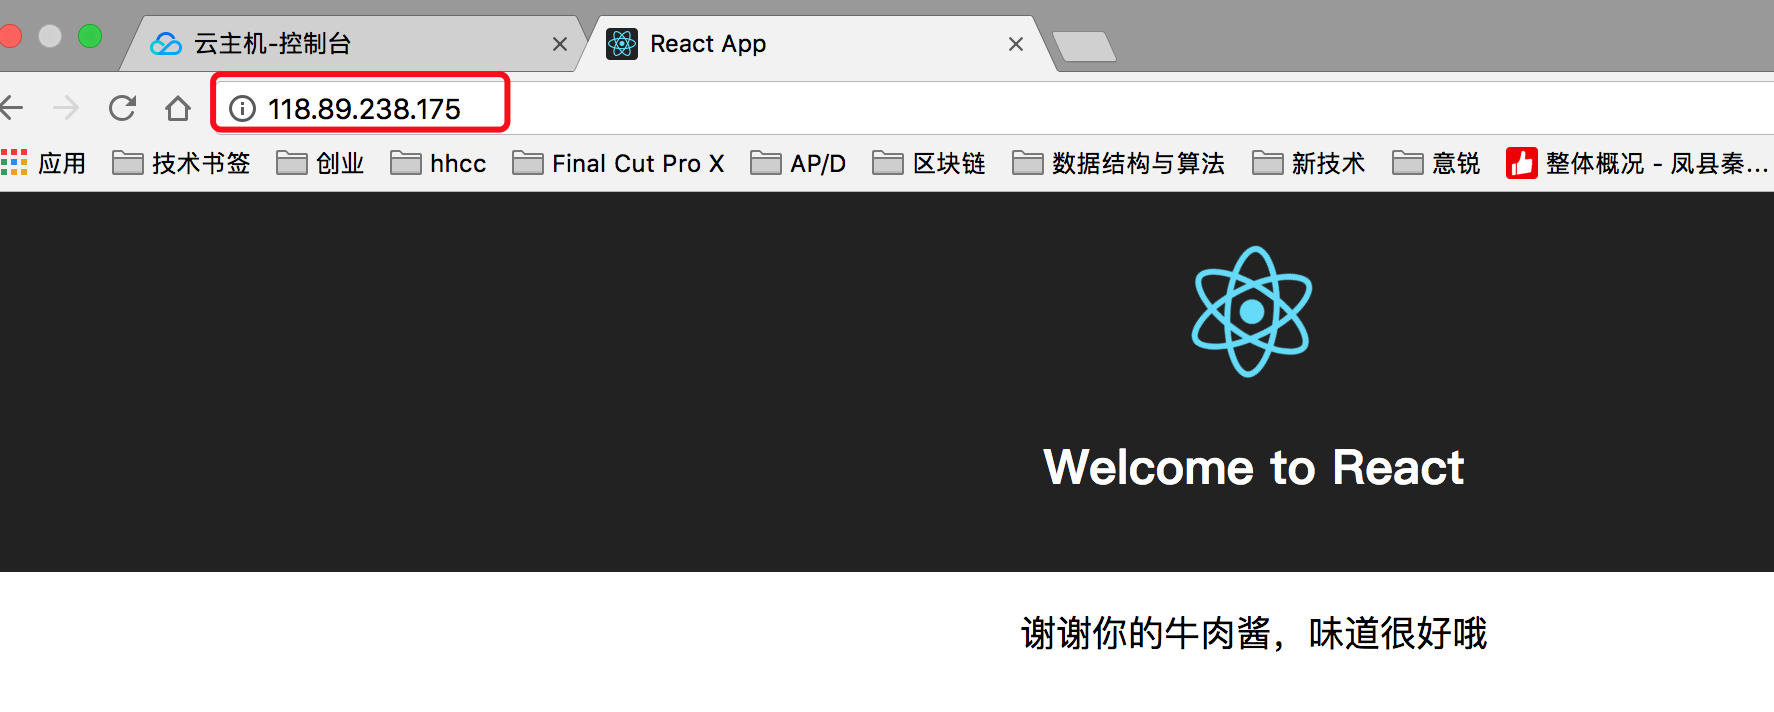 云主机-控制台
React App
118.89.238.175
应用 技术书签 创业 hhcc Final Cut Pro X AP/D 区块链 数据结构与算法 新技术 意锐 整体概况 - 凤县秦...
Welcome to React
谢谢你的牛肉酱，味道很好哦